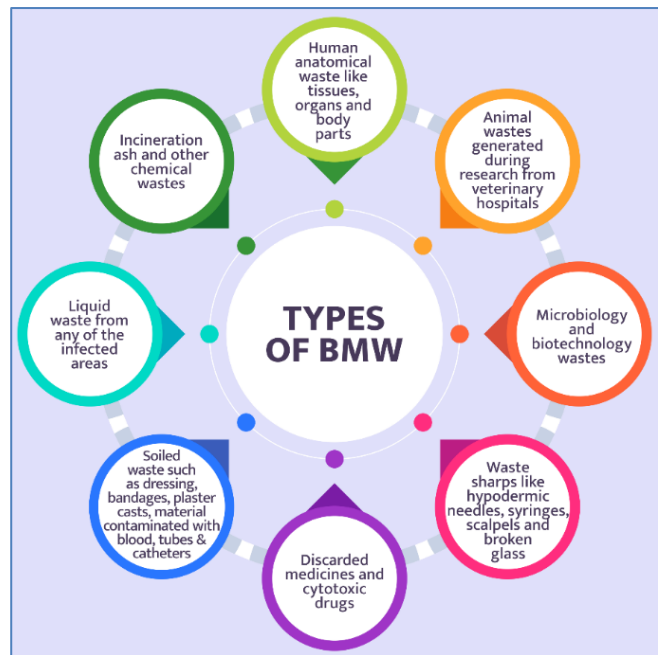 Human
anatomical
waste like
tissues,
organs and
body
parts
Animal
wastes
generated
during
research from
veterinary
hospitals
Microbiology
and
biotechnology
wastes
Waste
sharps like
hypodermic
needles, syringes,
scalpels and
broken
glass
Discarded
medicines and
cytotoxic
drugs
Soiled
waste such
as dressing,
bandages, plaster
casts, material
contaminated with
blood, tubes &
catheters
Liquid
waste from
any of the
infected
areas
Incineration
ash and other
chemical
wastes
TYPES
OF BMW